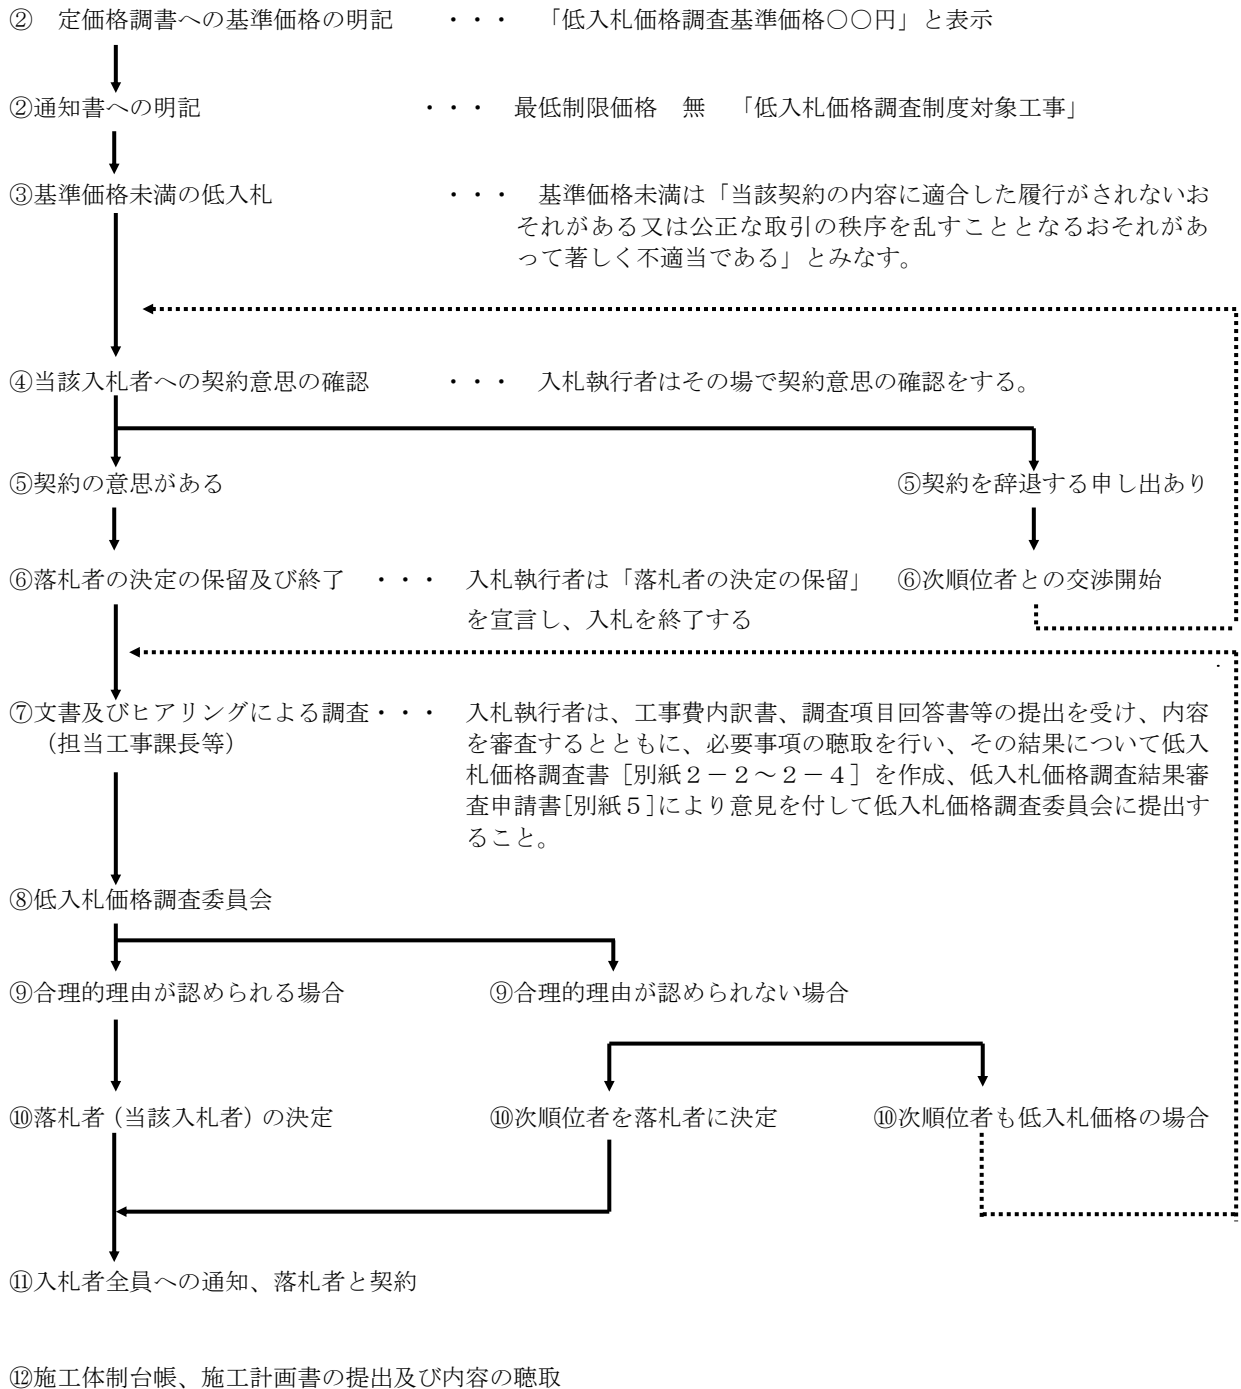 ②　定価格調書への基準価格の明記　　・・・　「低入札価格調査基準価格○○円」と表示
②通知書への明記　　・・・　最低制限価格　無　「低入札価格調査制度対象工事」
③基準価格未満の低入札　　・・・　基準価格未満は「当該契約の内容に適合した履行がされないお
それがある又は公正な取引の秩序を乱すこととなるおそれがあ
って著しく不適当である」とみなす。
④当該入札者への契約意思の確認　　・・・　入札執行者はその場で契約意思の確認をする。
⑤契約の意思がある　　⑤契約を辞退する申し出あり
⑥落札者の決定の保留及び終了　・・・　入札執行者は「落札者の決定の保留」　⑥次順位者との交渉開始
を宣言し、入札を終了する
⑦文書及びヒアリングによる調査・・・　入札執行者は、工事費内訳書、調査項目回答書等の提出を受け、内容
（担当工事課長等）　を審査するとともに、必要事項の聴取を行い、その結果について低入
札価格調査書［別紙２－２～２－４］を作成、低入札価格調査結果審
査申請書[別紙５]により意見を付して低入札価格調査委員会に提出す
ること。
⑧低入札価格調査委員会
⑨合理的理由が認められる場合　　⑨合理的理由が認められない場合
⑩落札者（当該入札者）の決定　　⑩次順位者を落札者に決定　　⑩次順位者も低入札価格の場合
⑪入札者全員への通知、落札者と契約
⑫施工体制台帳、施工計画書の提出及び内容の聴取